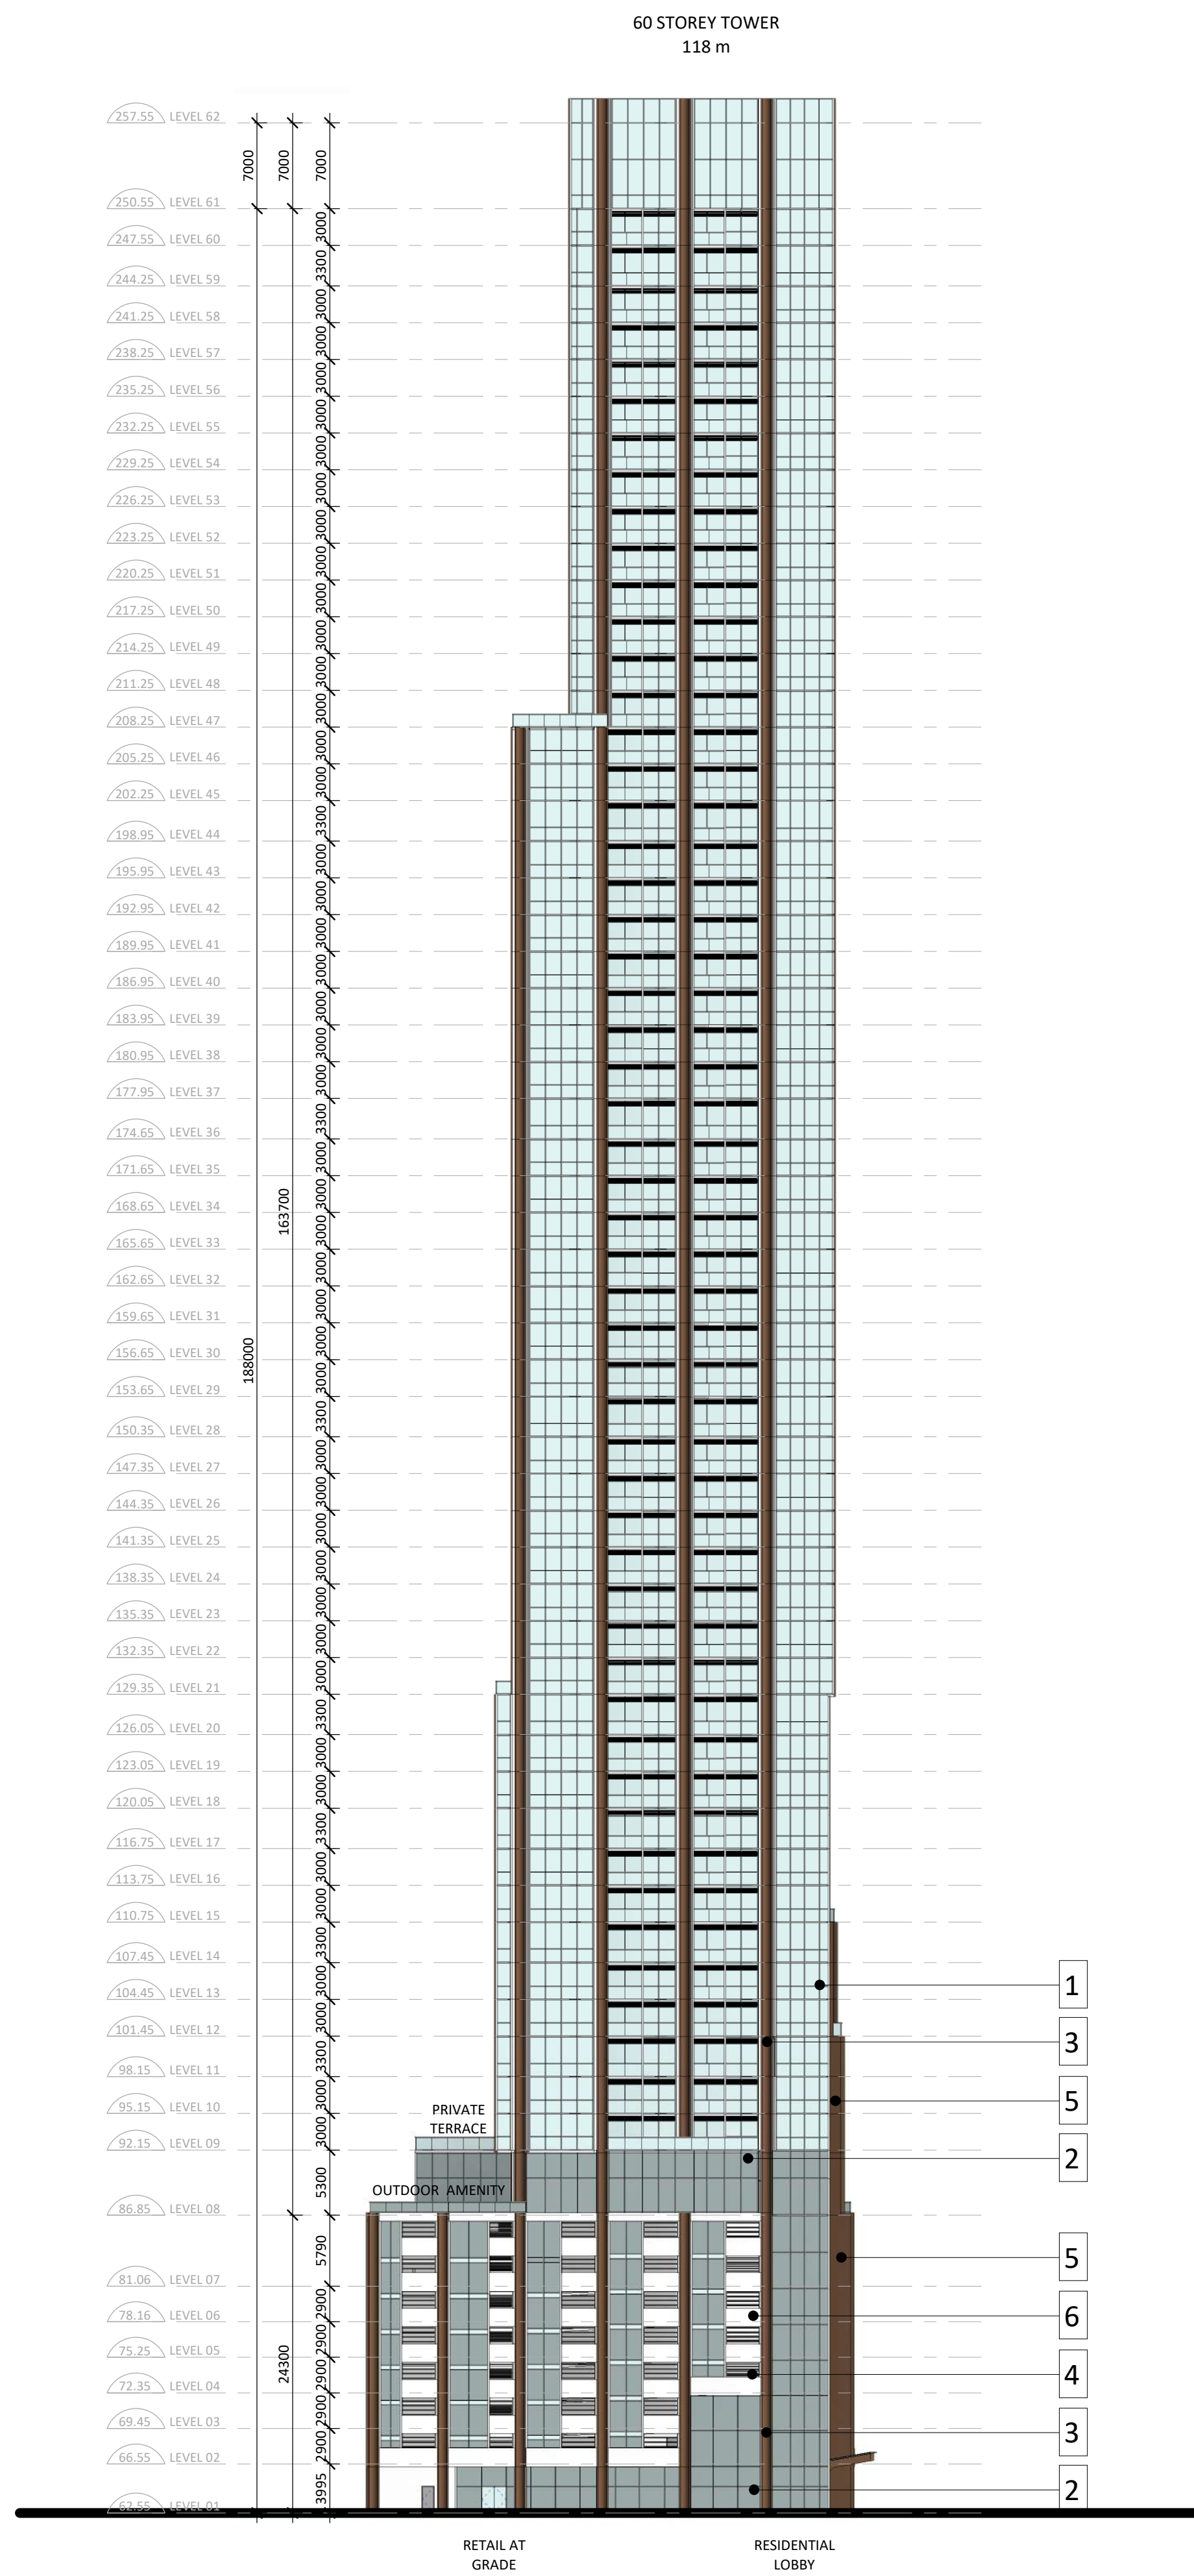 60 STOREY TOWER
118 m
257.55 LEVEL 62
7000 7000 7000
250.55 LEVEL 61
3000
247.55 LEVEL 60
3300
244.25 LEVEL 59
3000
241.25 LEVEL 58
3000
238.25 LEVEL 57
3000
235.25 LEVEL 56
3000
232.25 LEVEL 55
3000
229.25 LEVEL 54
3000
226.25 LEVEL 53
3000
223.25 LEVEL 52
3000
220.25 LEVEL 51
3000
217.25 LEVEL 50
3000
214.25 LEVEL 49
3000
211.25 LEVEL 48
3000
208.25 LEVEL 47
3000
205.25 LEVEL 46
3000
202.25 LEVEL 45
3300
198.95 LEVEL 44
3000
195.95 LEVEL 43
3000
192.95 LEVEL 42
3000
189.95 LEVEL 41
3000
186.95 LEVEL 40
3000
183.95 LEVEL 39
3000
180.95 LEVEL 38
3000
177.95 LEVEL 37
3300
174.65 LEVEL 36
3000
171.65 LEVEL 35
3000
168.65 LEVEL 34
163700
3000
165.65 LEVEL 33
3000
162.65 LEVEL 32
3000
159.65 LEVEL 31
3000
156.65 LEVEL 30
188000
3000
153.65 LEVEL 29
3300
150.35 LEVEL 28
3000
147.35 LEVEL 27
3000
144.35 LEVEL 26
3000
141.35 LEVEL 25
3000
138.35 LEVEL 24
3000
135.35 LEVEL 23
3000
132.35 LEVEL 22
3000
129.35 LEVEL 21
3300
126.05 LEVEL 20
3000
123.05 LEVEL 19
3000
120.05 LEVEL 18
3300
116.75 LEVEL 17
3000
113.75 LEVEL 16
3000
110.75 LEVEL 15
3300
107.45 LEVEL 14
3000
1
104.45 LEVEL 13
3000
101.45 LEVEL 12
3
3300
98.15 LEVEL 11
3000
5
95.15 LEVEL 10
PRIVATE
TERRACE
3000
92.15 LEVEL 09
2
5300
OUTDOOR AMENITY
86.85 LEVEL 08
5790
5
81.06 LEVEL 07
2900
6
78.16 LEVEL 06
2900
75.25 LEVEL 05
24300
2900
4
72.35 LEVEL 04
2900
69.45 LEVEL 03
3
2900
66.55 LEVEL 02
3995
2
62.55 LEVEL 01
RETAIL AT
GRADE
RESIDENTIAL
LOBBY